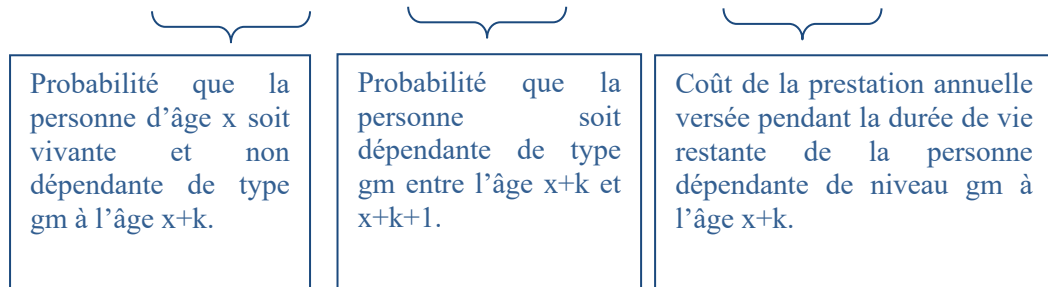 Probabilité que la
personne d’âge x soit
vivante et non
dépendante de type
gm à l’âge x+k.
Probabilité que la
personne soit
dépendante de type
gm entre l’âge x+k et
x+k+1.
Coût de la prestation annuelle
versée pendant la durée de vie
restante de la personne
dépendante de niveau gm à
l’âge x+k.